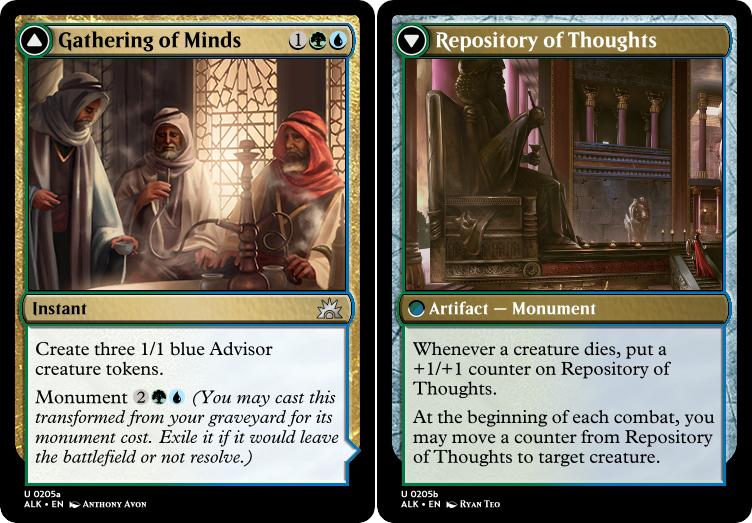 Gathering of Minds 1
Instant
Create three 1/1 blue Advisor
creature tokens.
Monument 2 (You may cast this
transformed from your graveyard for its
monument cost. Exile it if it would leave
the battlefield or not resolve.)
U 0205a
ALK • EN Anthony Avon
Repository of Thoughts
Artifact — Monument
Whenever a creature dies, put a
+1/+1 counter on Repository of
Thoughts.
At the beginning of each combat, you
may move a counter from Repository
of Thoughts to target creature.
U 0205b
ALK • EN Ryan Teo